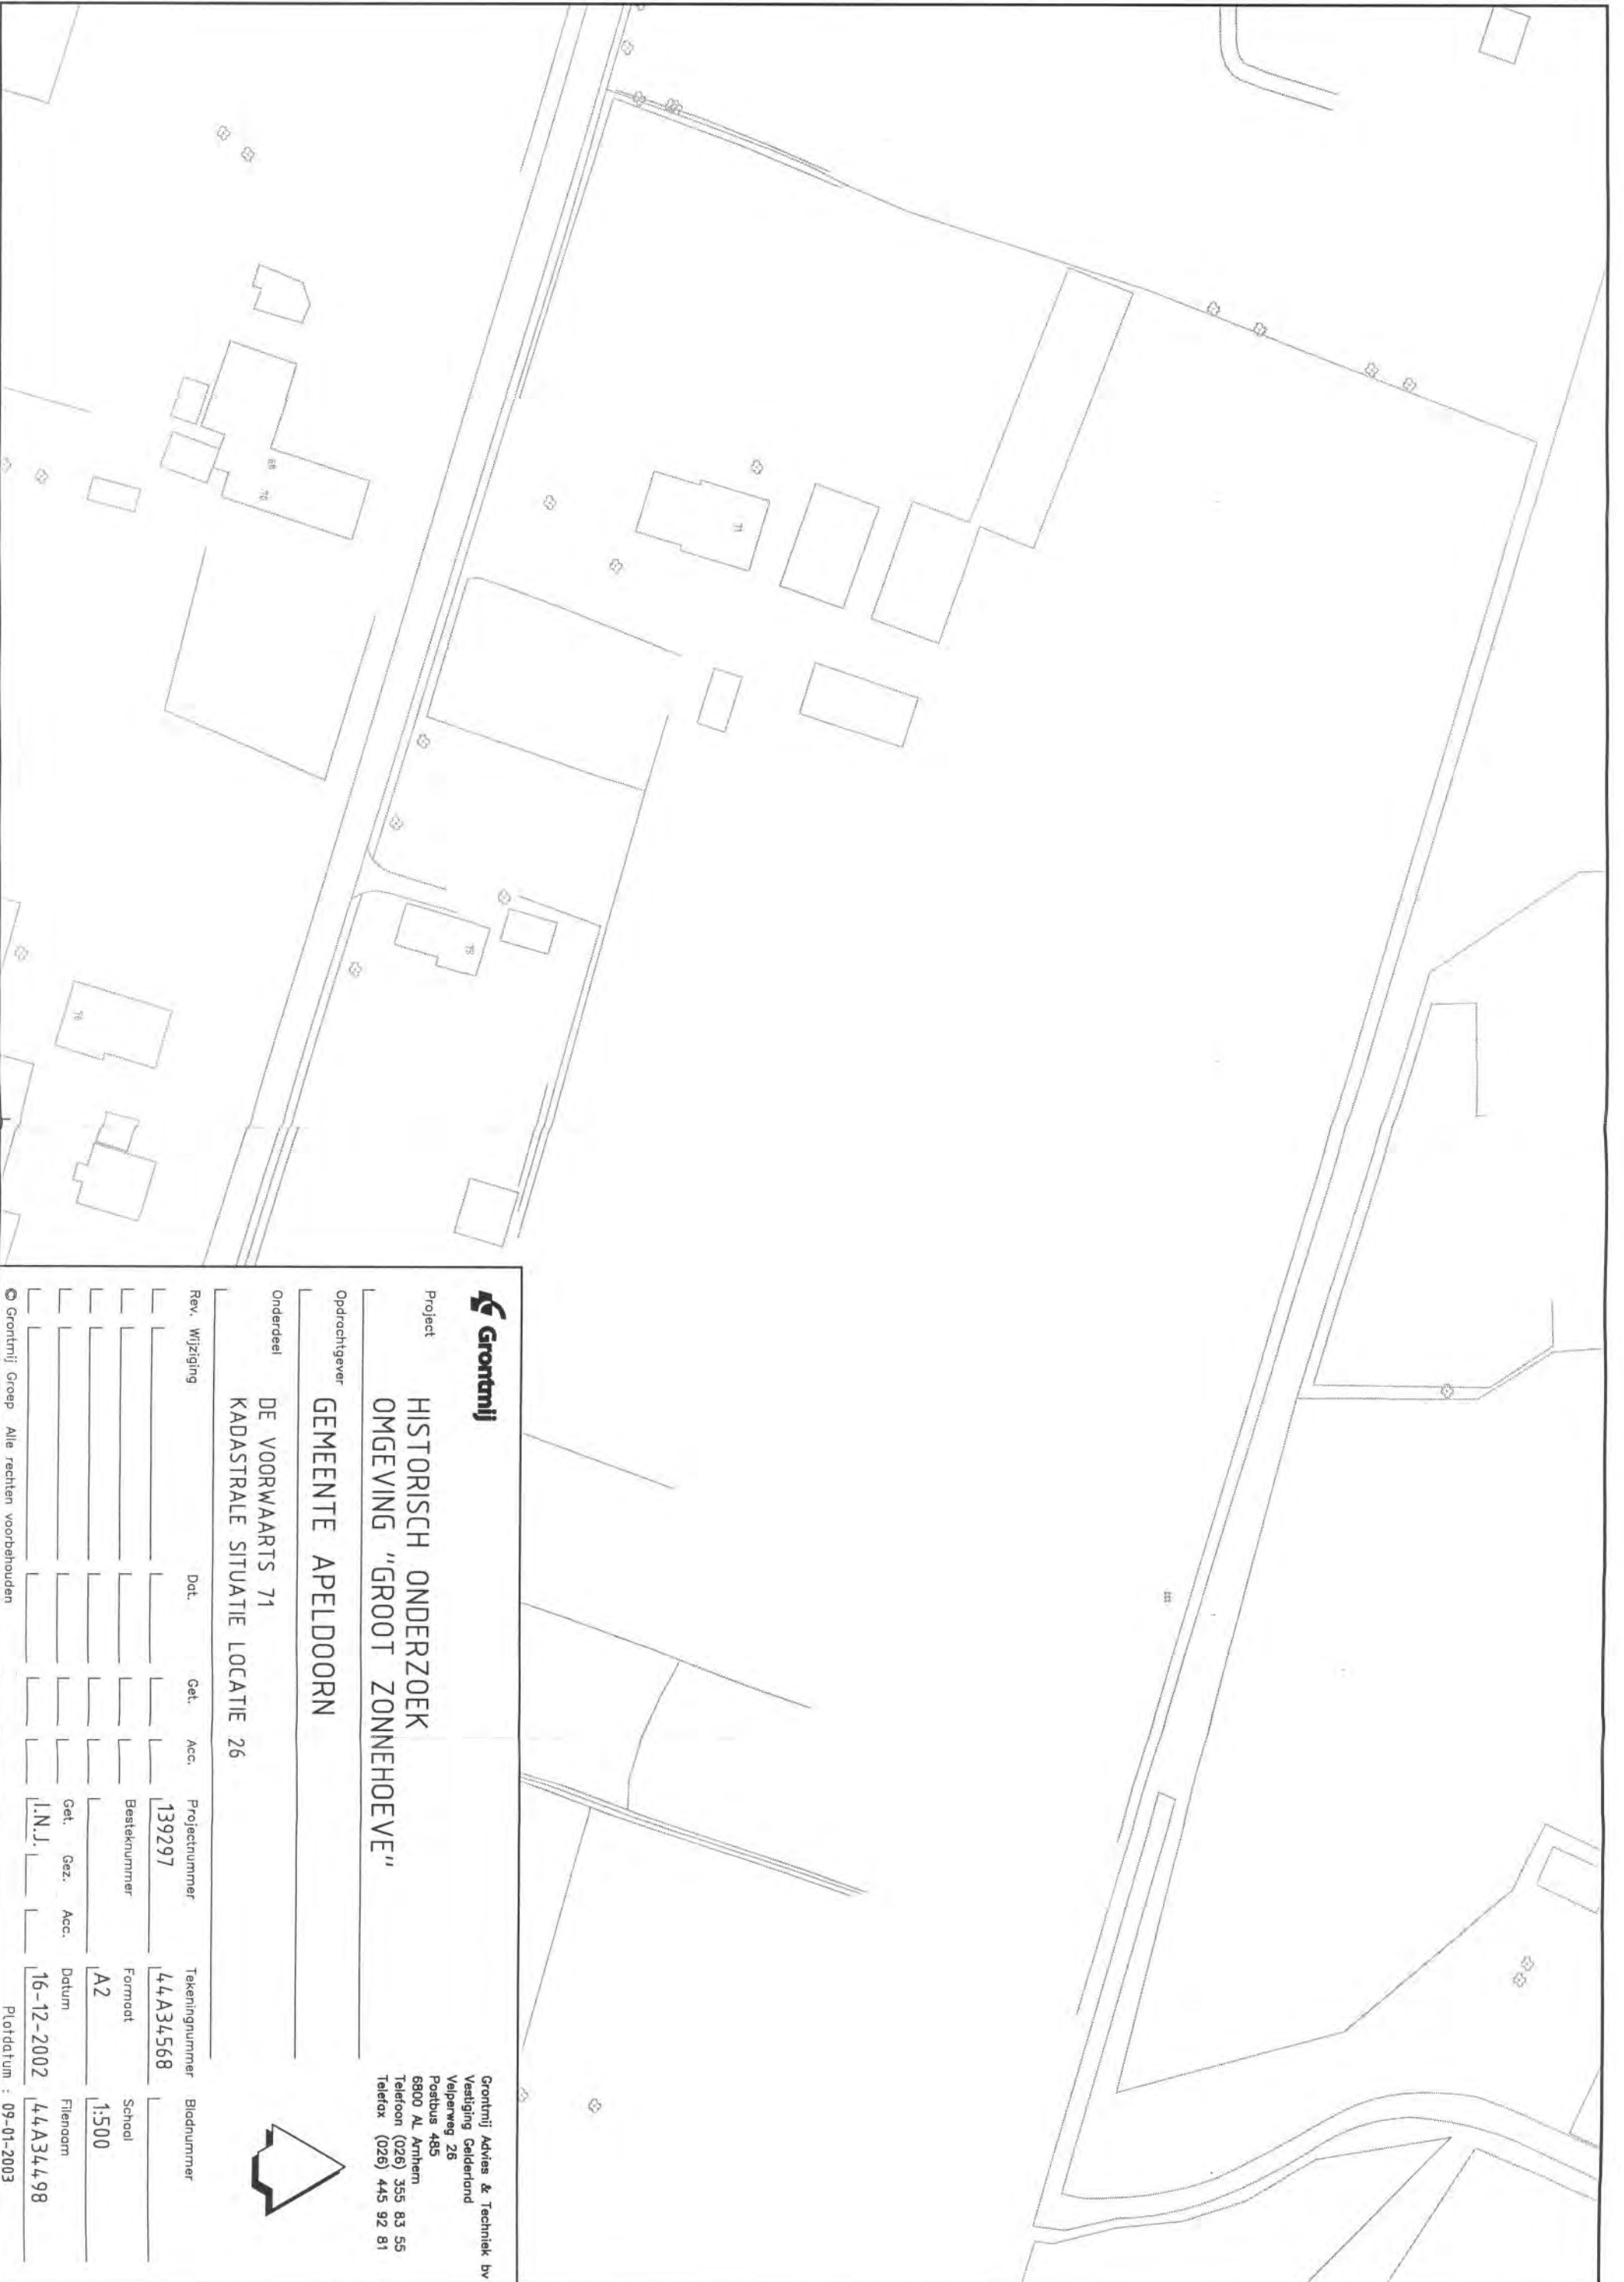 68
70
71
75
76
Grontmij
Grontmij Advies & Techniek bv
Vestiging Gelderland
Velperweg 26
Postbus 485
6800 AL Arnhem
Telefoon (026) 355 83 55
Telefax (026) 445 92 81
Project
HISTORISCH ONDERZOEK
OMGEVING "GROOT ZONNEHOEVE"
Opdrachtgever
GEMEENTE APELDOORN
Onderdeel
DE VOORWAARTS 71
KADASTRALE SITUATIE LOCATIE 26
Rev. Wijziging Dat. Get. Acc. Projectnummer Tekeningnummer Bladnummer
139297 44A34568
Besteknummer Formaat Schaal
A2 1:500
Get. Gez. Acc. Datum Filenaam
I.N.J. 16-12-2002 44A34498
© Grontmij Groep Alle rechten voorbehouden Plotdatum : 09-01-2003